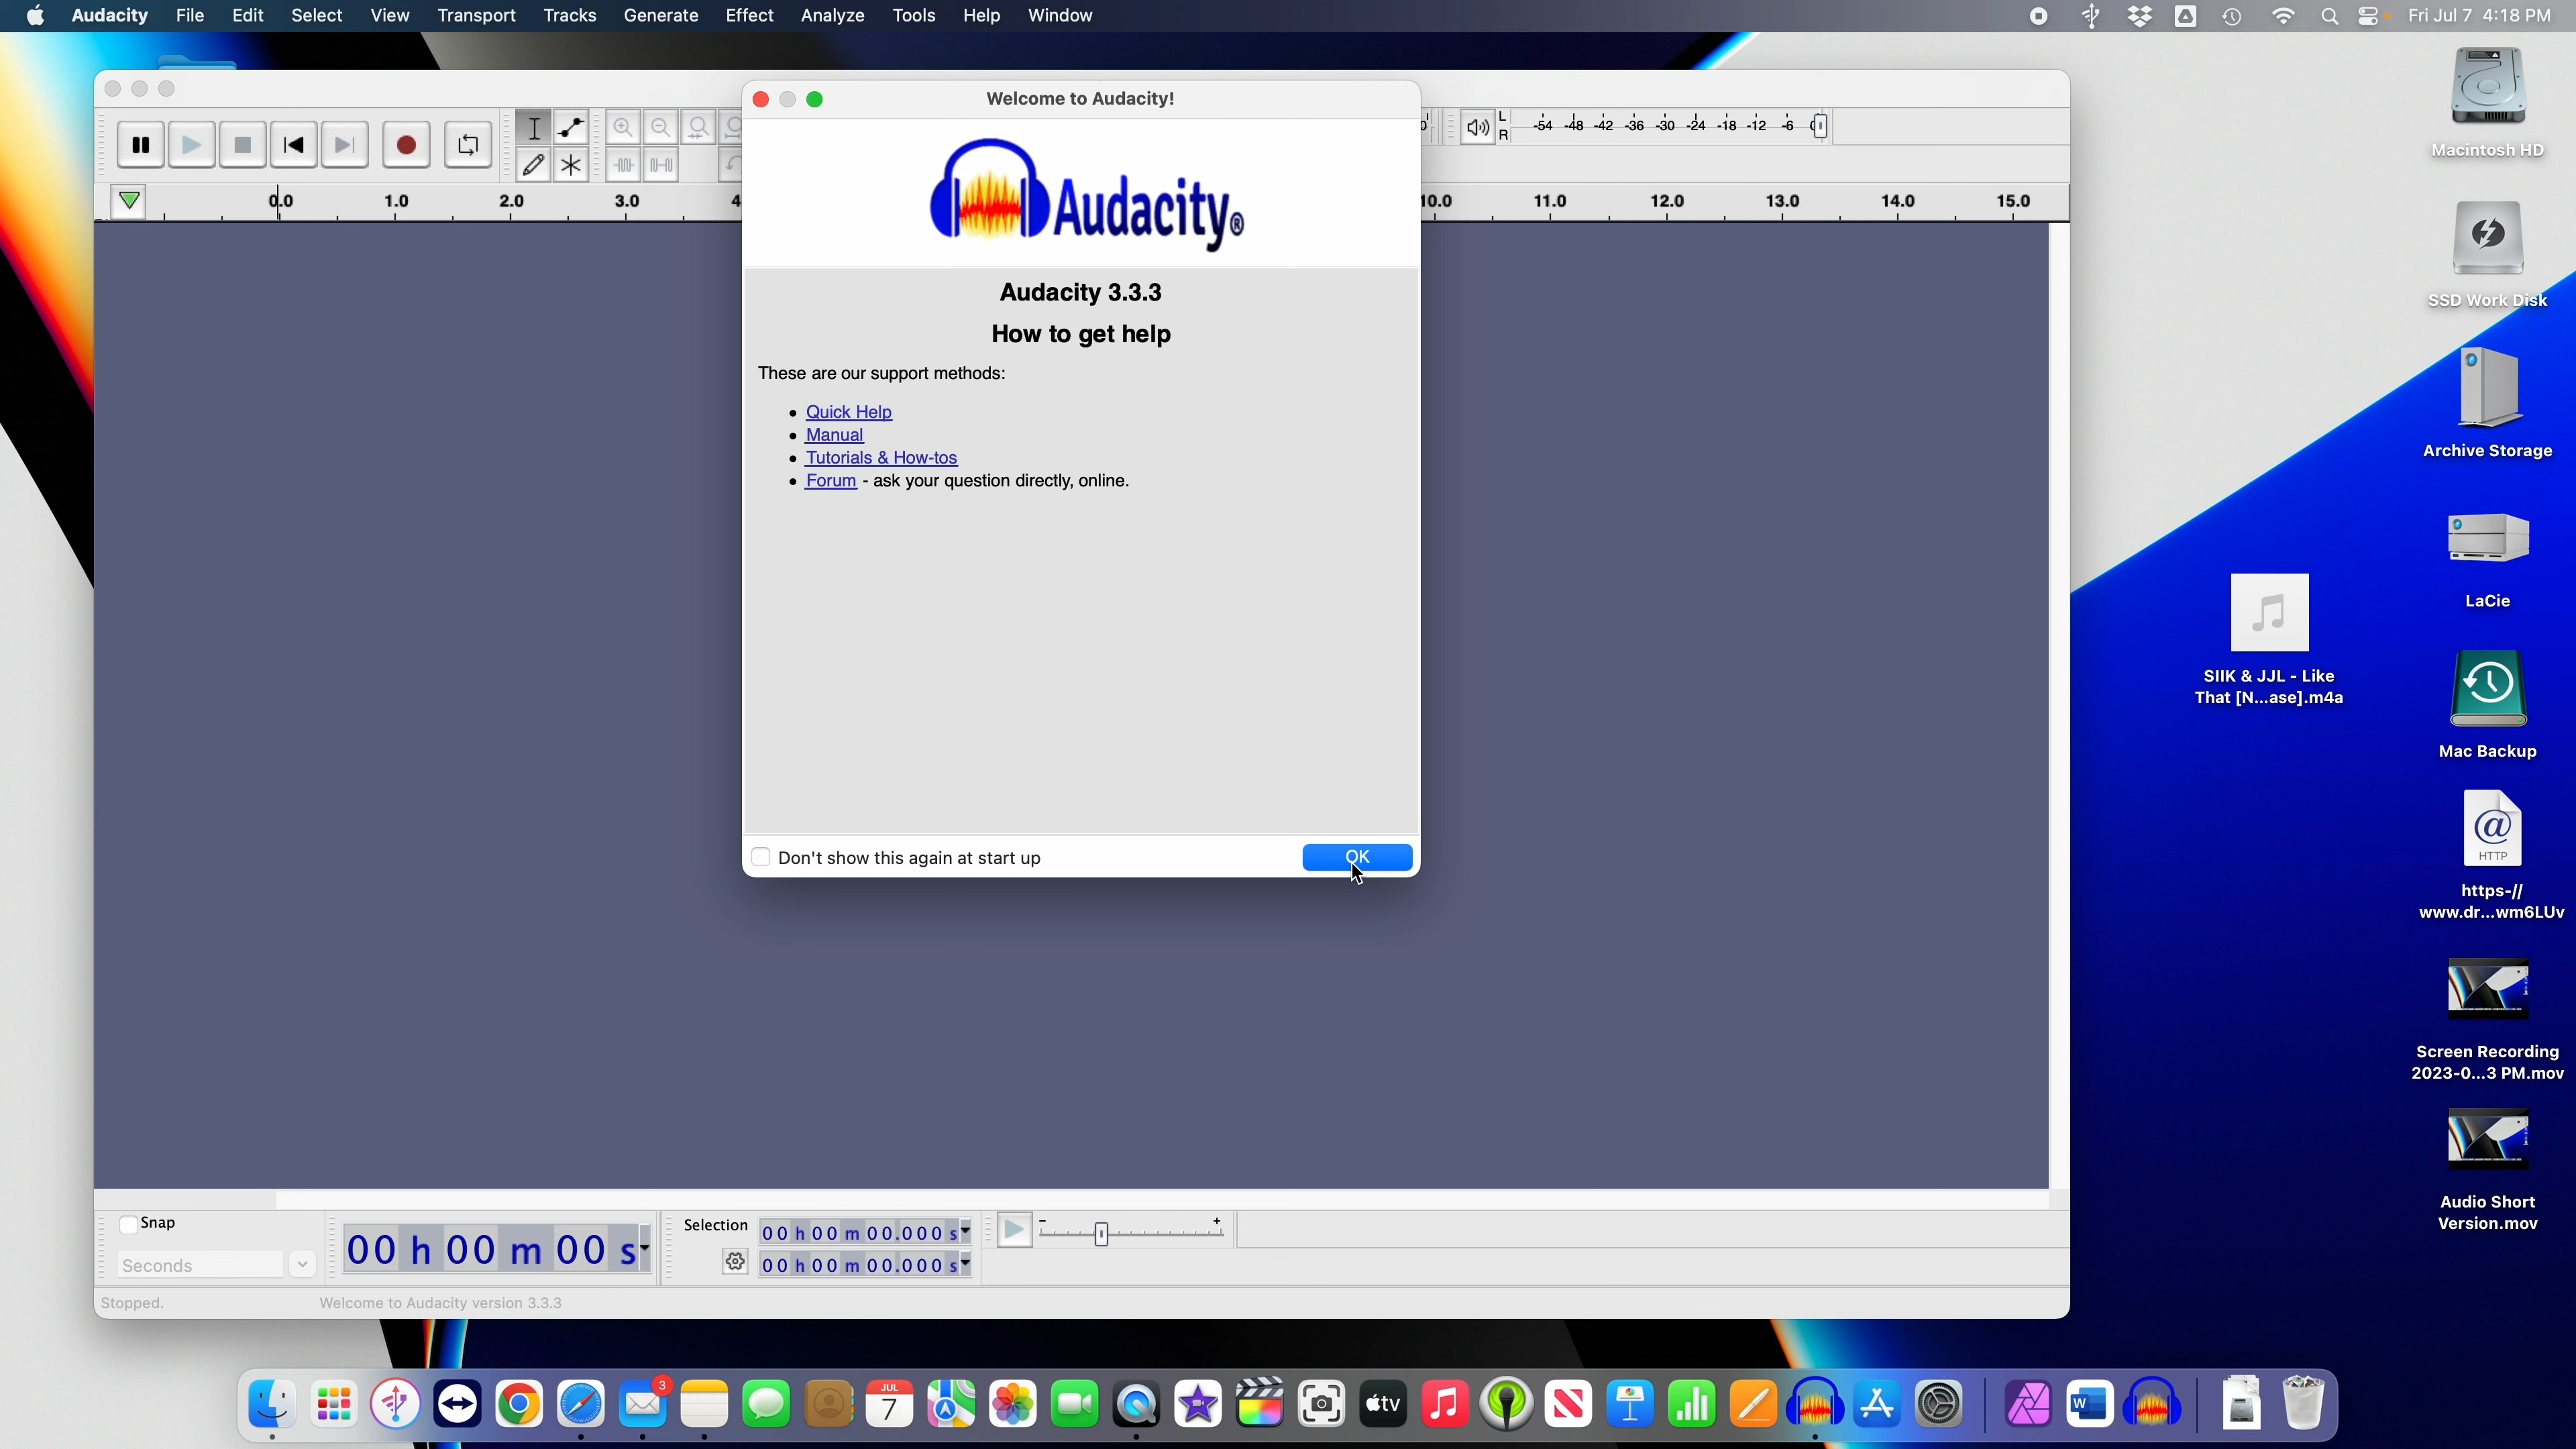 Audacity File Edit Select View Transport Tracks Generate Effect Analyze Tools Help Window Fri Jul 7 4:18 PM
Welcome to Audacity!
L
R
-54 -48 -42 -36 -30 -24 -18 -12 -6 0
0.0 1.0 2.0 3.0 4 10.0 11.0 12.0 13.0 14.0 15.0
Audacity®
Audacity 3.3.3
How to get help
These are our support methods:
Quick Help
Manual
Tutorials & How-tos
Forum - ask your question directly, online.
Don't show this again at start up OK
Macintosh HD
SSD Work Disk
Archive Storage
LaCie
SIIK & JJL - Like
That [N...ase].m4a
Mac Backup
@
HTTP
https-//
www.dr...wm6LUv
Screen Recording
2023-0...3 PM.mov
Audio Short
Version.mov
Snap
Seconds
00 h 00 m 00 s
Selection
00 h 00 m 00.000 s
00 h 00 m 00.000 s
- +
Stopped. Welcome to Audacity version 3.3.3
3
JUL
7
tv
W